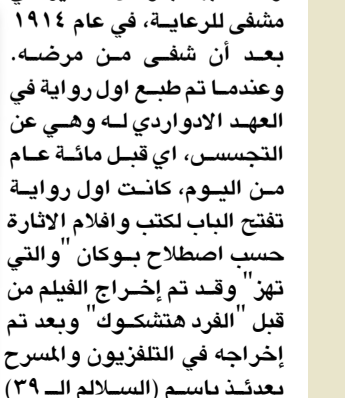 مشفى للرعاية، في عام ١٩١٤
بعد أن شفى من مرضه.
وعندما تم طبع اول رواية في
العهد الادواردي له وهي عن
التجسس، اي قبل مائة عام
من اليوم، كانت اول رواية
تفتح الباب لكتب وافلام الاثارة
حسب اصطلاح بوكان "والتي
تهز" وقد تم إخراج الفيلم من
قبل "الفرد هتشكوك" وبعد تم
إخراجه في التلفزيون والمسرح
بعدئذ باسم (السلالم الـ ٣٩)